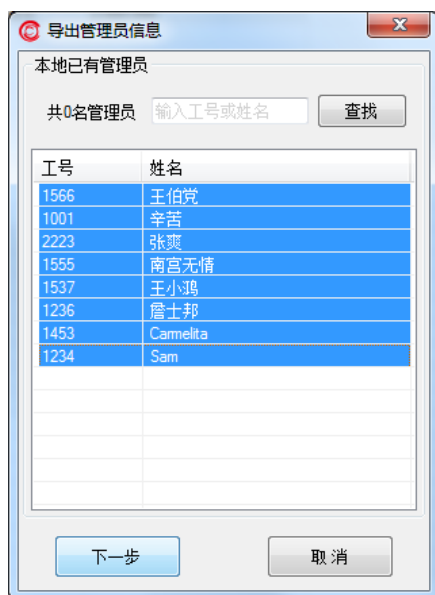 导出管理员信息
本地已有管理员
共0名管理员 输入工号或姓名 查找
工号 姓名
1566 王伯党
1001 辛苦
2223 张爽
1555 南宫无情
1537 王小鸿
1236 詹士邦
1453 Carmelita
1234 Sam
下一步 取消